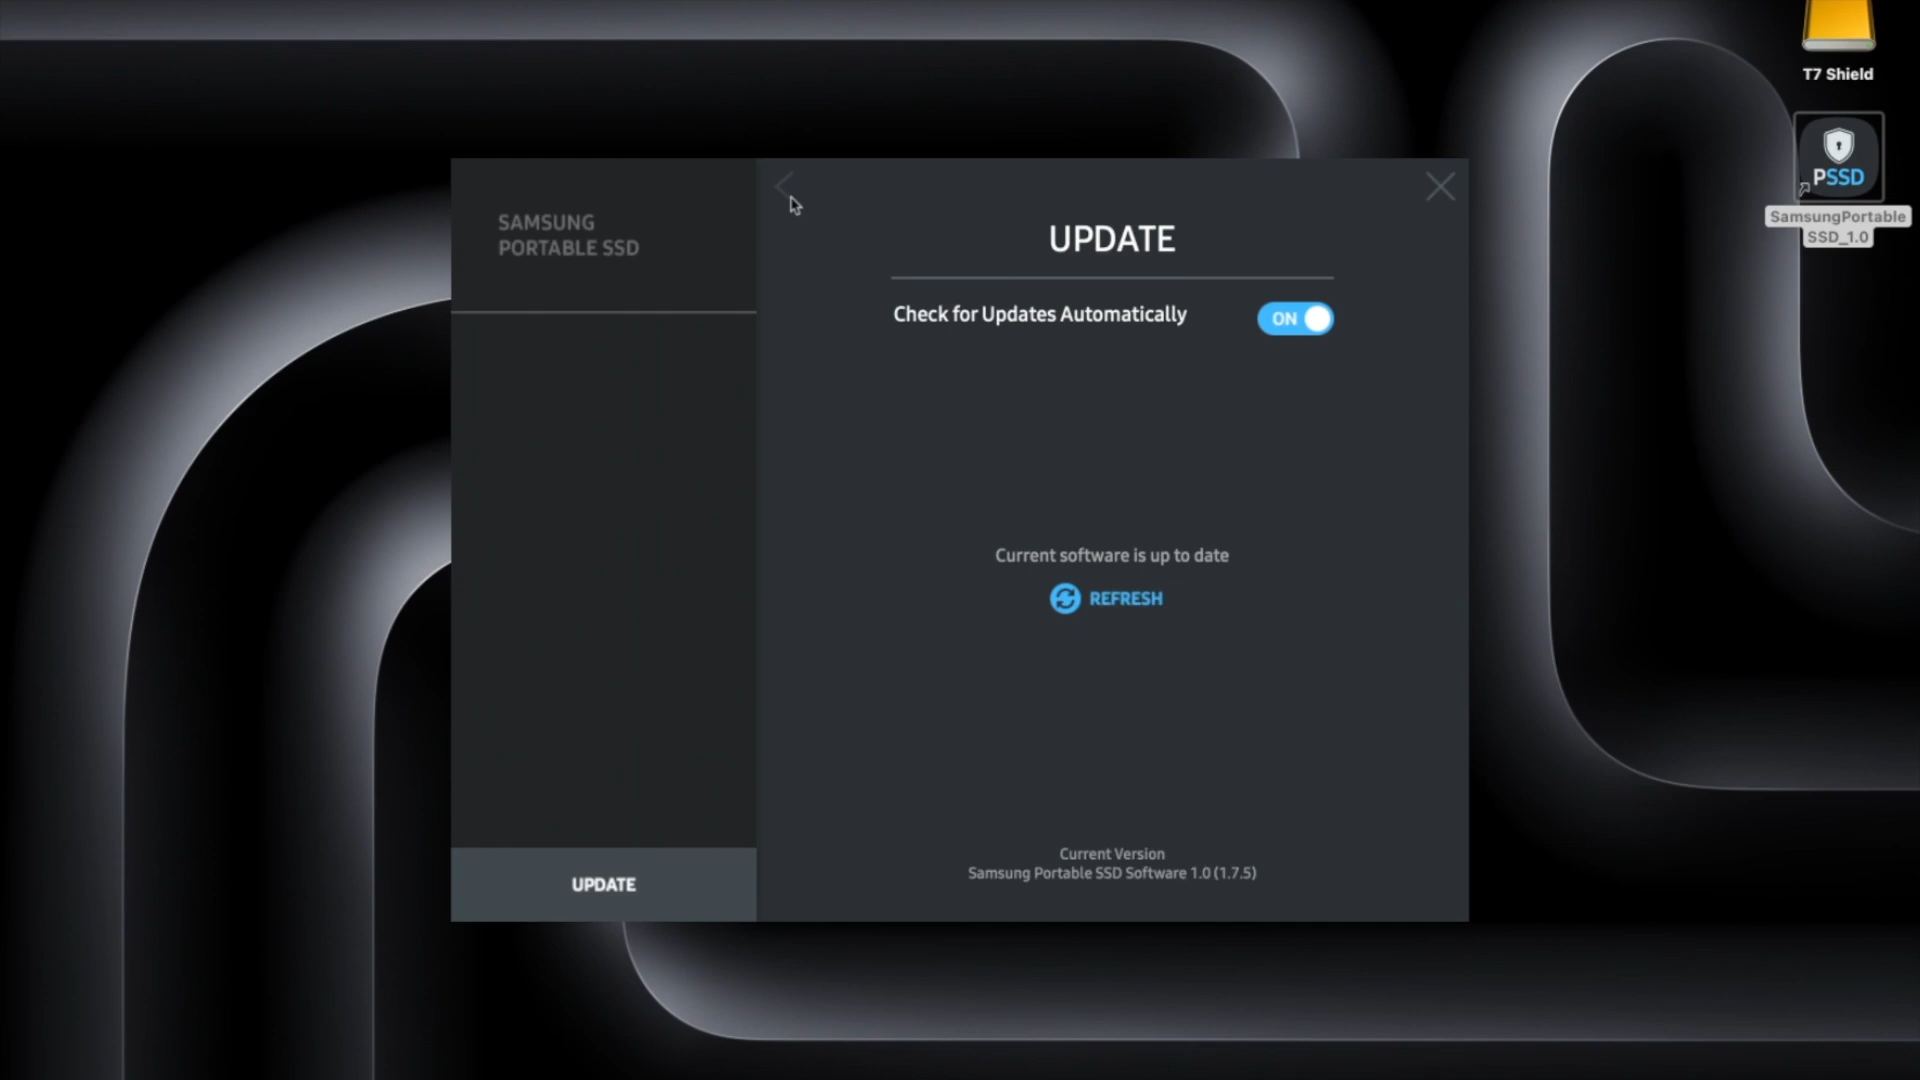 T7 Shield
PSSD
SamsungPortable
SSD_1.0
SAMSUNG
PORTABLE SSD
UPDATE
UPDATE
Check for Updates Automatically
ON
Current software is up to date
REFRESH
Current Version
Samsung Portable SSD Software 1.0 (1.7.5)